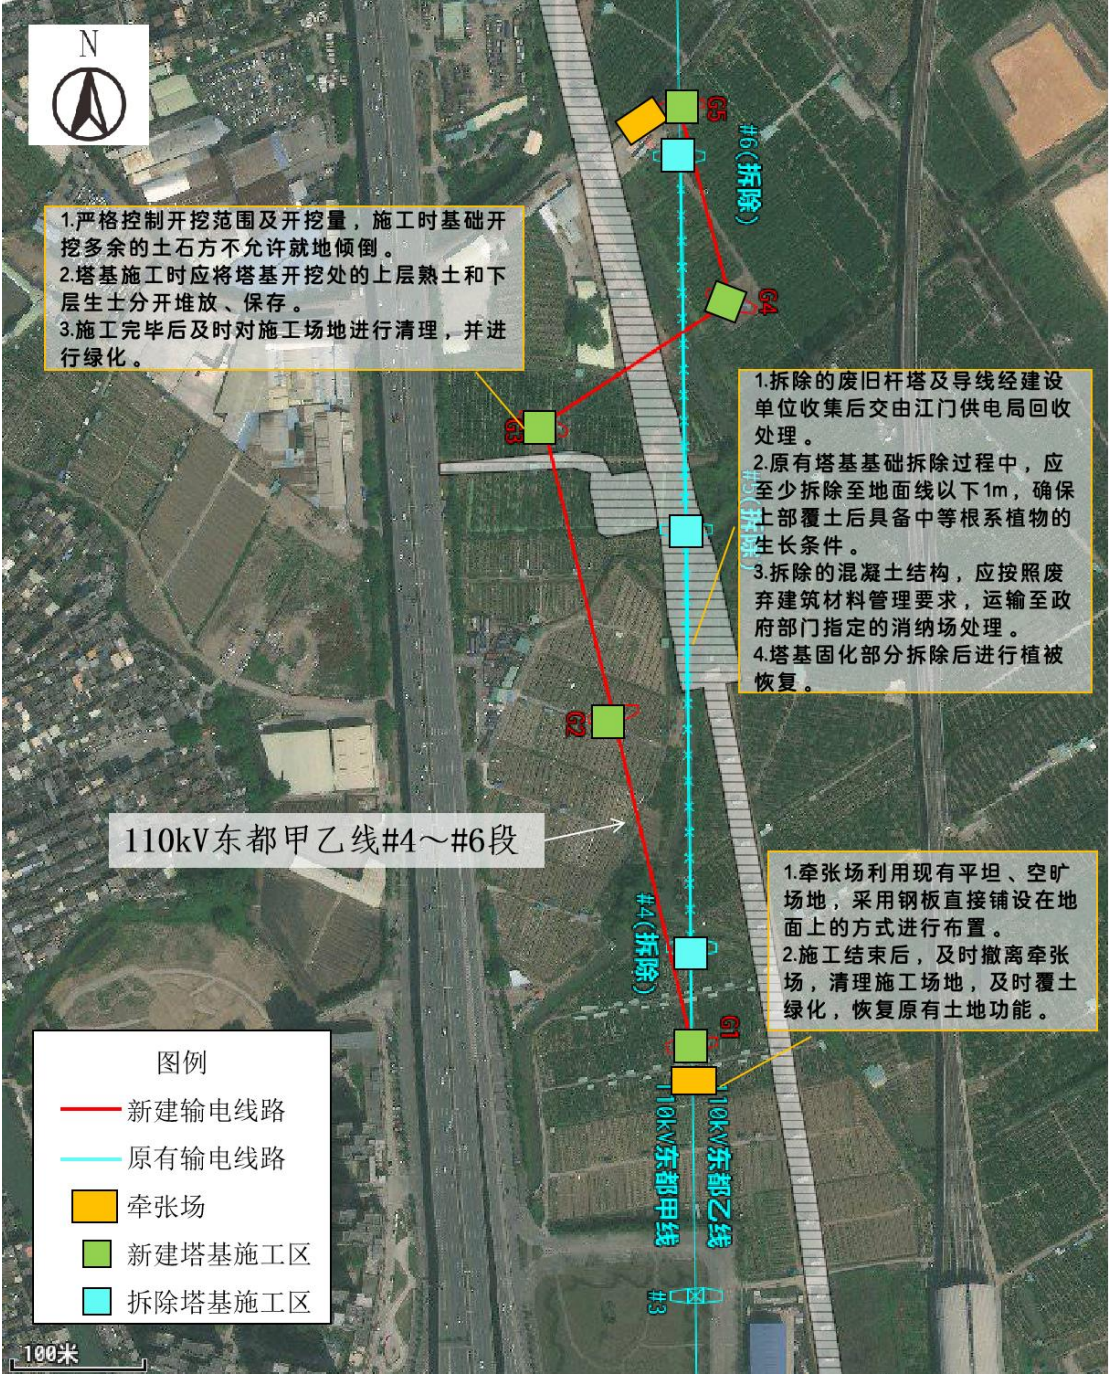 N
G5
#6(拆除)
1.严格控制开挖范围及开挖量，施工时基础开
挖多余的土石方不允许就地倾倒。
2.塔基施工时应将塔基开挖处的上层熟土和下
层生土分开堆放、保存。
3.施工完毕后及时对施工场地进行清理，并进
行绿化。
G4
G3
1.拆除的废旧杆塔及导线经建设
单位收集后交由江门供电局回收
处理。
2.原有塔基基础拆除过程中，应
至少拆除至地面线以下1m，确保
土部覆土后具备中等根系植物的
生长条件。
3.拆除的混凝土结构，应按照废
弃建筑材料管理要求，运输至政
府部门指定的消纳场处理。
4.塔基固化部分拆除后进行植被
恢复。
#5(拆除)
G2
110kV东都甲乙线#4～#6段
#4(拆除)
1.牵张场利用现有平坦、空旷
场地，采用钢板直接铺设在地
面上的方式进行布置。
2.施工结束后，及时撤离牵张
场，清理施工场地，及时覆土
绿化，恢复原有土地功能。
G1
110kV东都甲线
110kV东都乙线
#3
图例
新建输电线路
原有输电线路
牵张场
新建塔基施工区
拆除塔基施工区
100米